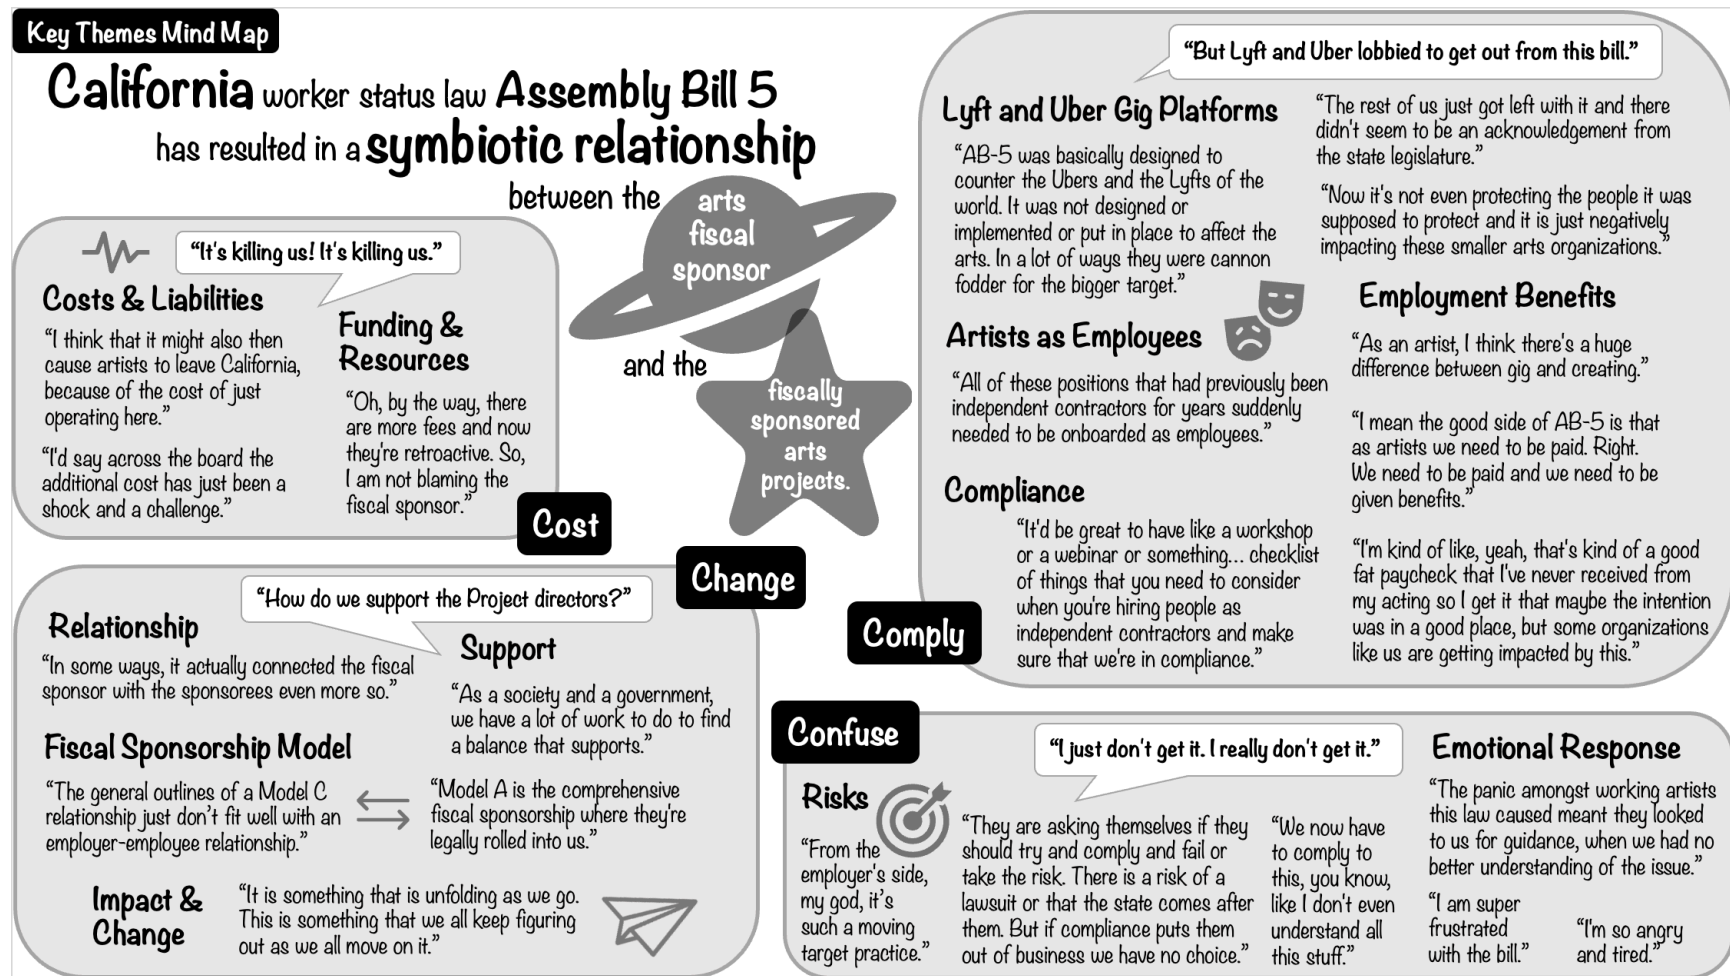 Key Themes Mind Map
California worker status law Assembly Bill 5
has resulted in a symbiotic relationship
between the
arts
fiscal
sponsor
and the
fiscally
sponsored
arts
projects.
“It's killing us! It's killing us.”
Costs & Liabilities
“I think that it might also then
cause artists to leave California,
because of the cost of just
operating here.”
“I'd say across the board the
additional cost has just been a
shock and a challenge.”
Funding &
Resources
“Oh, by the way, there
are more fees and now
they're retroactive. So,
I am not blaming the
fiscal sponsor.”
Cost
Change
“How do we support the Project directors?”
Relationship
“In some ways, it actually connected the fiscal
sponsor with the sponsorees even more so.”
Support
“As a society and a government,
we have a lot of work to do to find
a balance that supports.”
Fiscal Sponsorship Model
“The general outlines of a Model C
relationship just don’t fit well with an
employer-employee relationship.”
“Model A is the comprehensive
fiscal sponsorship where they're
legally rolled into us.”
Impact &
Change
“It is something that is unfolding as we go.
This is something that we all keep figuring
out as we all move on it.”
“But Lyft and Uber lobbied to get out from this bill.”
Lyft and Uber Gig Platforms
“AB-5 was basically designed to
counter the Ubers and the Lyfts of the
world. It was not designed or
implemented or put in place to affect the
arts. In a lot of ways they were cannon
fodder for the bigger target.”
“The rest of us just got left with it and there
didn't seem to be an acknowledgement from
the state legislature.”
“Now it's not even protecting the people it was
supposed to protect and it is just negatively
impacting these smaller arts organizations.”
Artists as Employees
“All of these positions that had previously been
independent contractors for years suddenly
needed to be onboarded as employees.”
Compliance
“It'd be great to have like a workshop
or a webinar or something... checklist
of things that you need to consider
when you're hiring people as
independent contractors and make
sure that we're in compliance.”
Employment Benefits
“As an artist, I think there's a huge
difference between gig and creating.”
“I mean the good side of AB-5 is that
as artists we need to be paid. Right.
We need to be paid and we need to be
given benefits.”
“I'm kind of like, yeah, that's kind of a good
fat paycheck that I've never received from
my acting so I get it that maybe the intention
was in a good place, but some organizations
like us are getting impacted by this.”
Comply
Confuse
“I just don't get it. I really don't get it.”
Risks
“From the
employer's side,
my god, it’s
such a moving
target practice.”
“They are asking themselves if they
should try and comply and fail or
take the risk. There is a risk of a
lawsuit or that the state comes after
them. But if compliance puts them
out of business we have no choice.”
“We now have
to comply to
this, you know,
like I don't even
understand all
this stuff.”
Emotional Response
“The panic amongst working artists
this law caused meant they looked
to us for guidance, when we had no
better understanding of the issue.”
“I am super
frustrated
with the bill.”
“I'm so angry
and tired.”